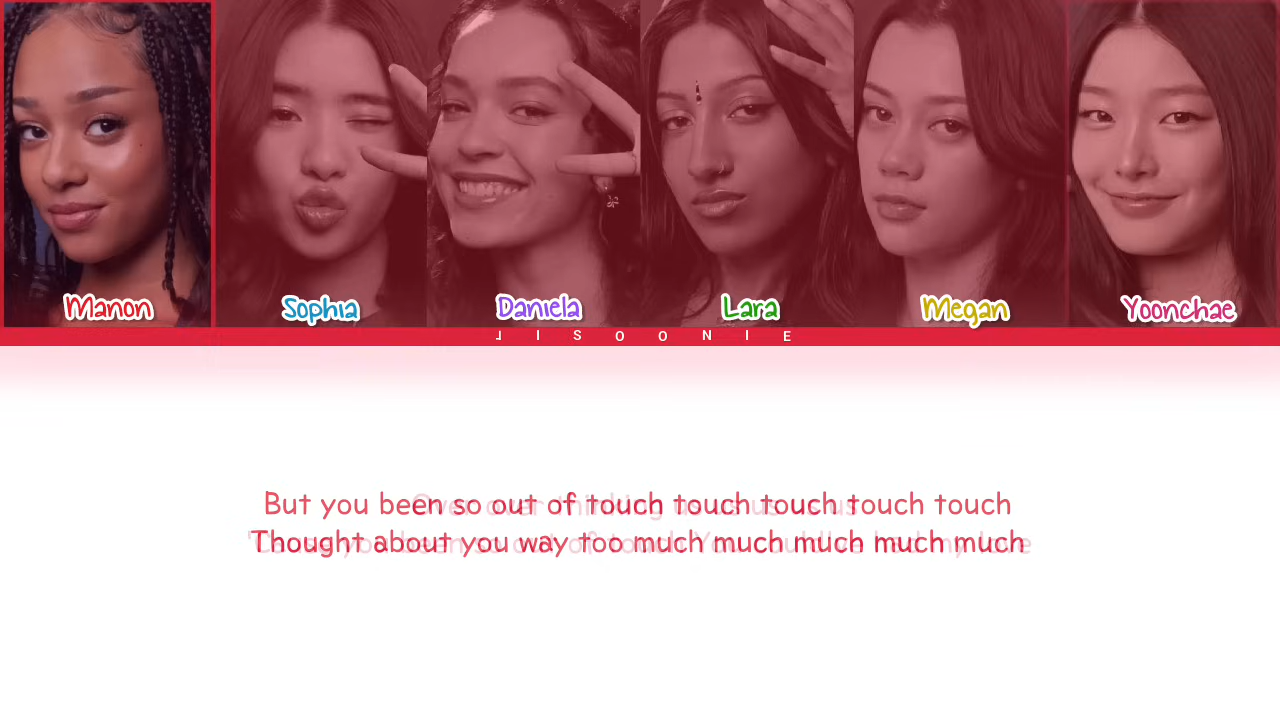 Manon Sophia Daniela Lara Megan Yoonchae
JISOONIE
But you been so out of touch touch touch touch touch
Thought about you way too much much much much much